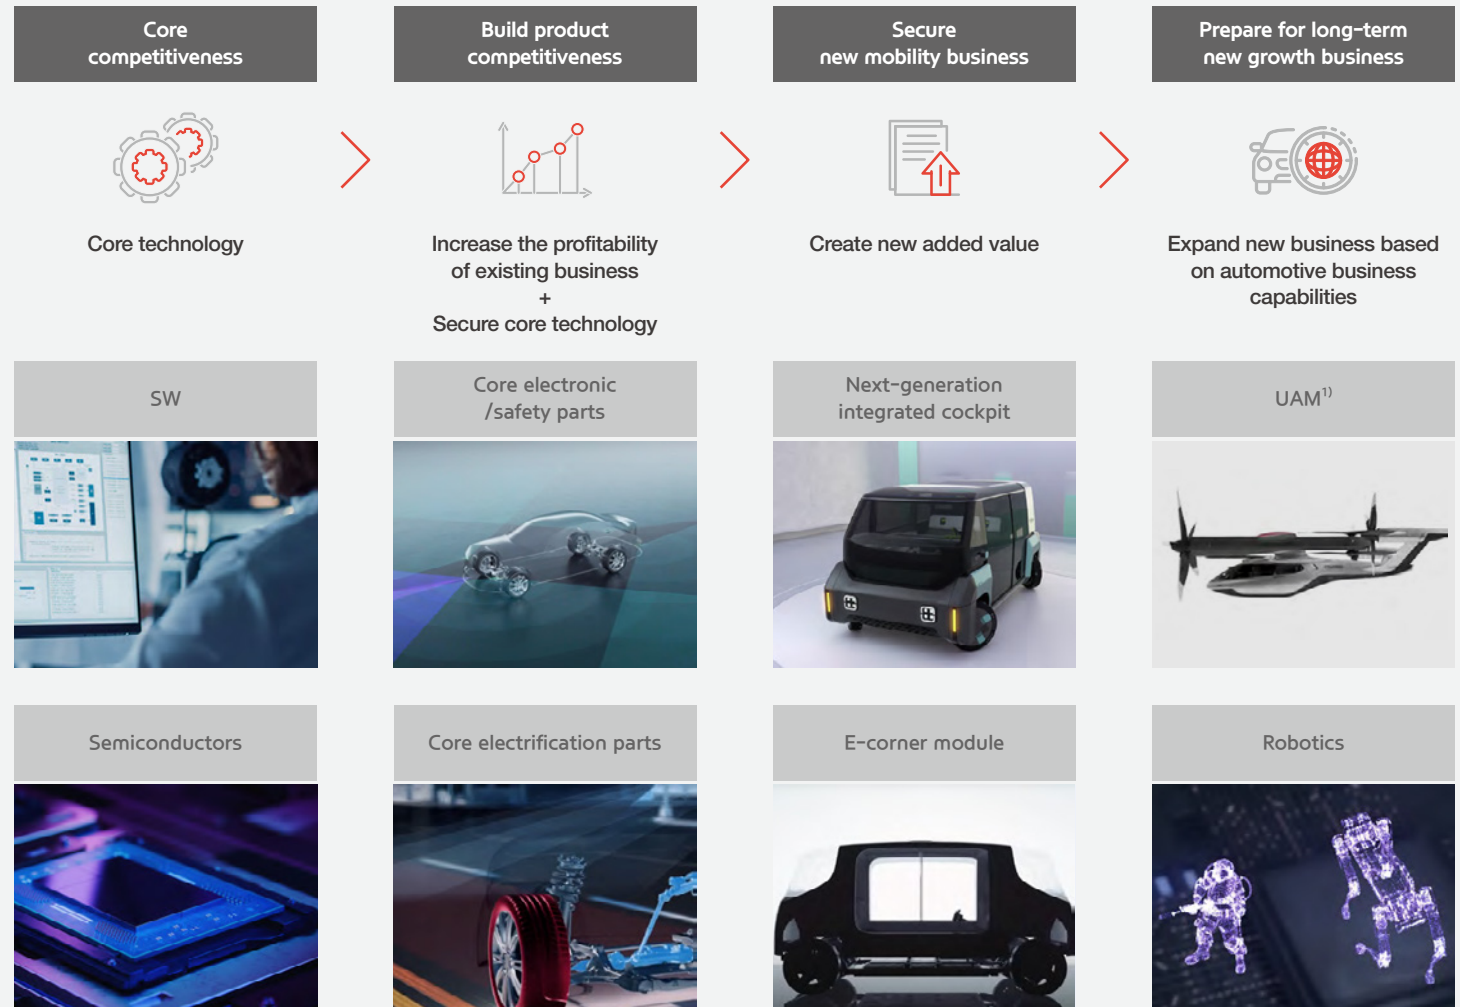 Core
competitiveness
Build product
competitiveness
Secure
new mobility business
Prepare for long-term
new growth business
Core technology
Increase the profitability
of existing business
+
Secure core technology
Create new added value
Expand new business based
on automotive business
capabilities
SW
Core electronic
/safety parts
Next-generation
integrated cockpit
UAM¹⁾
Semiconductors
Core electrification parts
E-corner module
Robotics